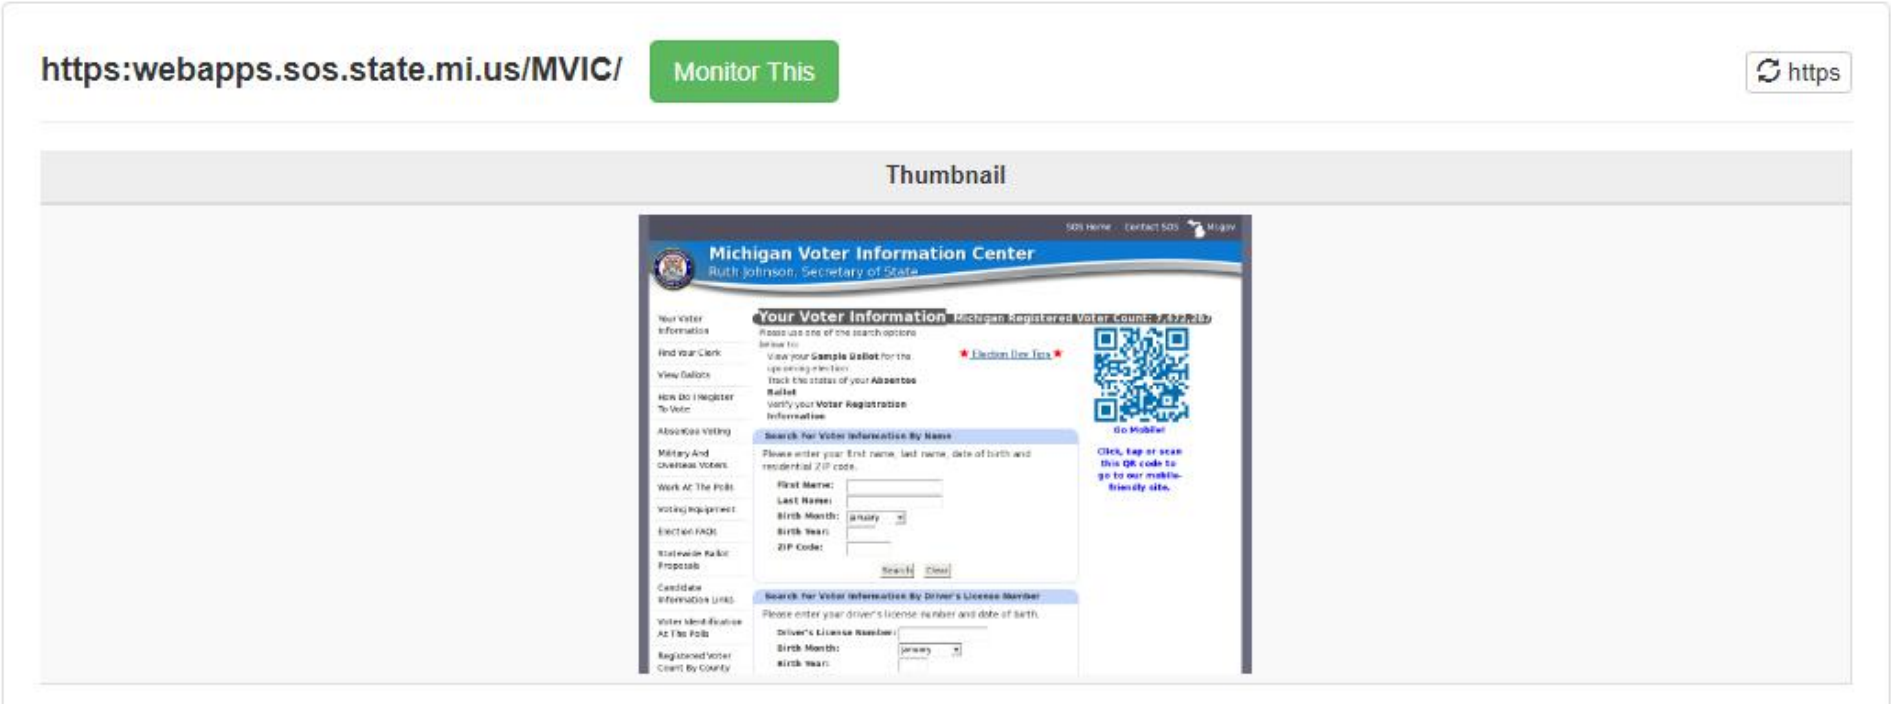 https:webapps.sos.state.mi.us/MVIC/
Monitor This
https
Thumbnail
SOS Home Contact SOS MI.gov
Michigan Voter Information Center
Ruth Johnson, Secretary of State
Your Voter
Information
Find Your Clerk
View Ballots
How Do I Register
To Vote
Absentee Voting
Military And
Overseas Voters
Work At The Polls
Voting Equipment
Election FAQs
Statewide Ballot
Proposals
Candidate
Information Links
Voter Identification
At The Polls
Registered Voter
Count By County
Your Voter Information Michigan Registered Voter Count: 7,472,267
Please use one of the search options
below to:
View your Sample Ballot for the
upcoming election
Track the status of your Absentee
Ballot
Verify your Voter Registration
Information
Election Day Tips
Search For Voter Information By Name
Please enter your first name, last name, date of birth and
residential ZIP code.
First Name:
Last Name:
Birth Month: January
Birth Year:
ZIP Code:
Search Clear
Search For Voter Information By Driver's License Number
Please enter your driver's license number and date of birth.
Driver's License Number:
Birth Month: January
Birth Year:
Go Mobile!
Click, tap or scan
this QR code to
go to our mobile-
friendly site.